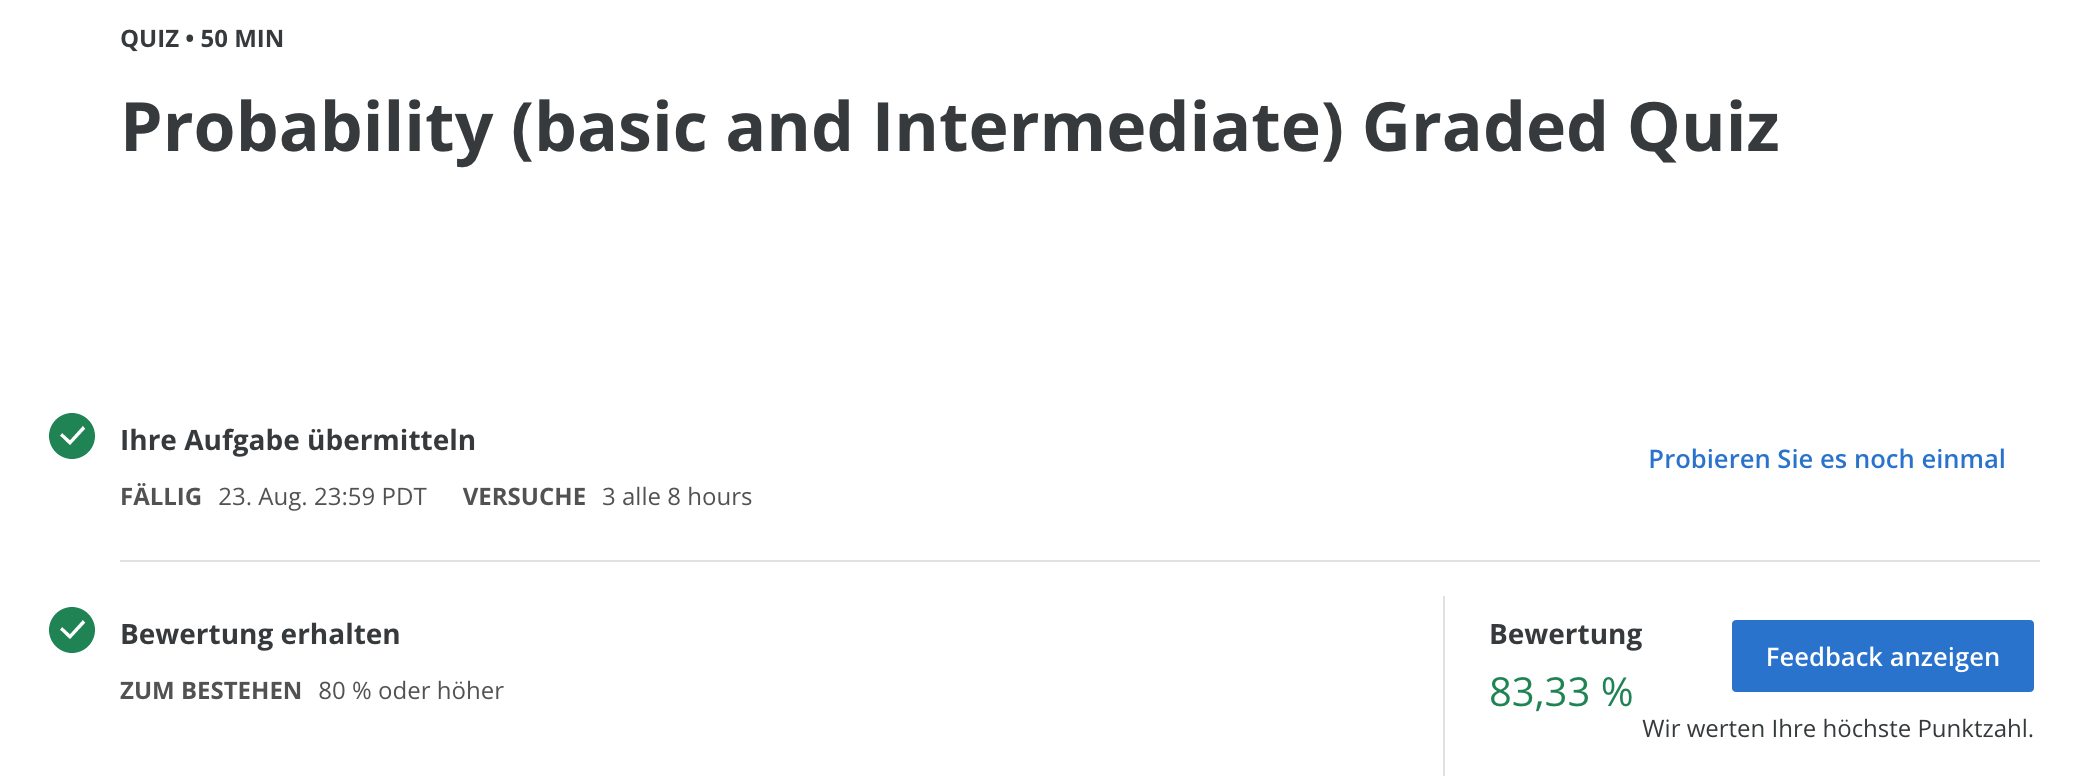 QUIZ • 50 MIN
Probability (basic and Intermediate) Graded Quiz
Ihre Aufgabe übermitteln
FÄLLIG 23. Aug. 23:59 PDT VERSUCHE 3 alle 8 hours
Probieren Sie es noch einmal
Bewertung erhalten
ZUM BESTEHEN 80 % oder höher
Bewertung
83,33 %
Feedback anzeigen
Wir werten Ihre höchste Punktzahl.